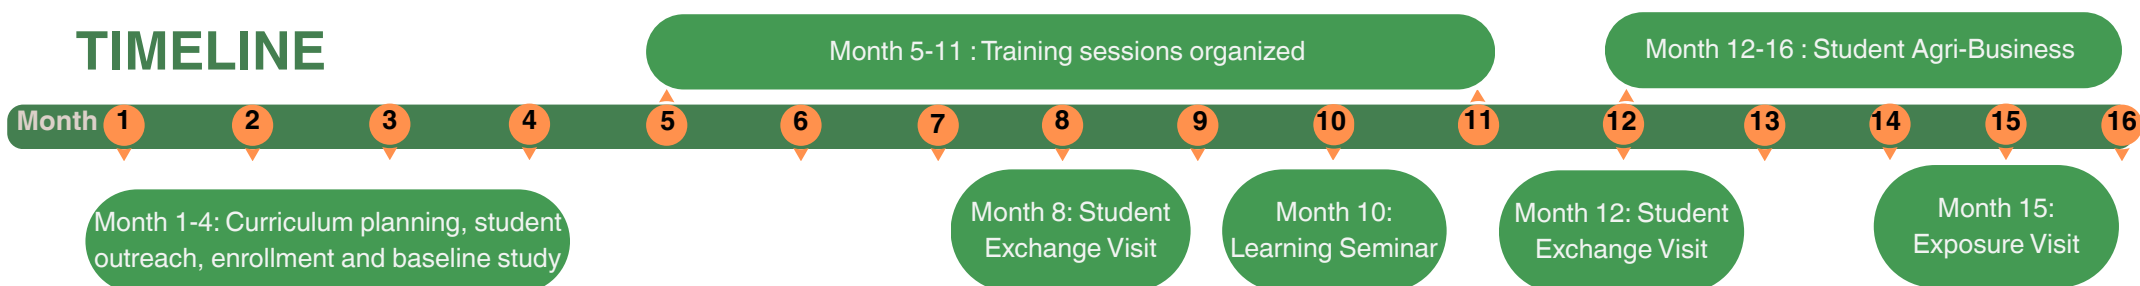 TIMELINE
Month 5-11 : Training sessions organized
Month 12-16 : Student Agri-Business
Month 1 2 3 4 5 6 7 8 9 10 11 12 13 14 15 16
Month 1-4: Curriculum planning, student
outreach, enrollment and baseline study
Month 8: Student
Exchange Visit
Month 10:
Learning Seminar
Month 12: Student
Exchange Visit
Month 15:
Exposure Visit